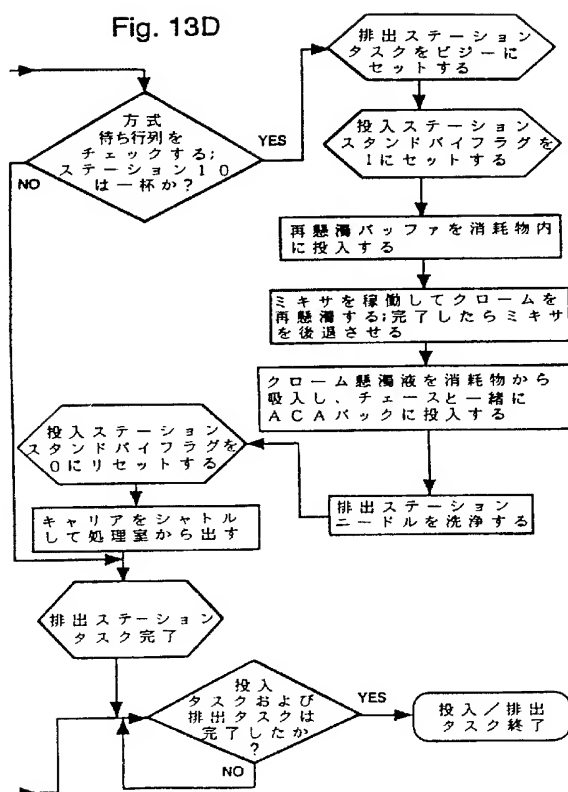 Fig. 13D
排出ステーション
タスクをビジーに
セットする
方式
待ち行列を
チェックする;
ステーション10
は一杯か?
YES
NO
投入ステーション
スタンドバイフラグを
1にセットする
再懸濁バッファを消耗物内
に投入する
ミキサを稼働してクロームを
再懸濁する;完了したらミキサ
を後退させる
クローム懸濁液を消耗物から
吸入し、チェースと一緒に
ACAパックに投入する
排出ステーション
ニードルを洗浄する
投入ステーション
スタンドバイフラグを
0にリセットする
キャリアをシャトル
して処理室から出す
排出ステーション
タスク完了
投入
タスクおよび
排出タスクは
完了したか
?
YES
NO
投入/排出
タスク終了